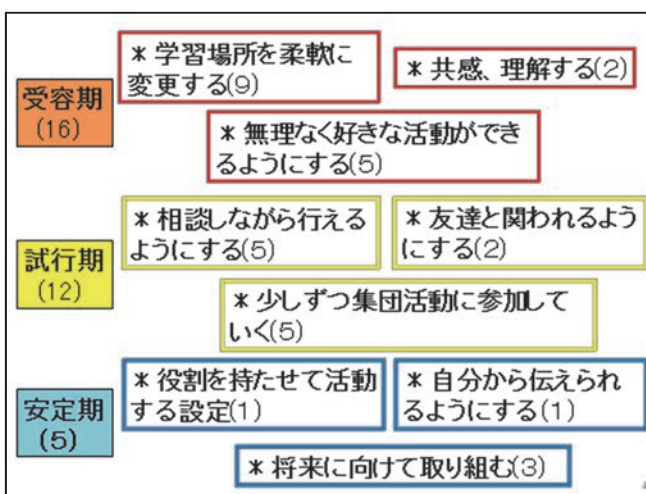 受容期
(16)
＊学習場所を柔軟に
変更する(9)
＊共感、理解する(2)
＊無理なく好きな活動ができ
るようにする(5)
試行期
(12)
＊相談しながら行える
ようにする(5)
＊友達と関われるよう
にする(2)
＊少しずつ集団活動に参加して
いく(5)
安定期
(5)
＊役割を持たせて活動
する設定(1)
＊自分から伝えられ
るようにする(1)
＊将来に向けて取り組む(3)